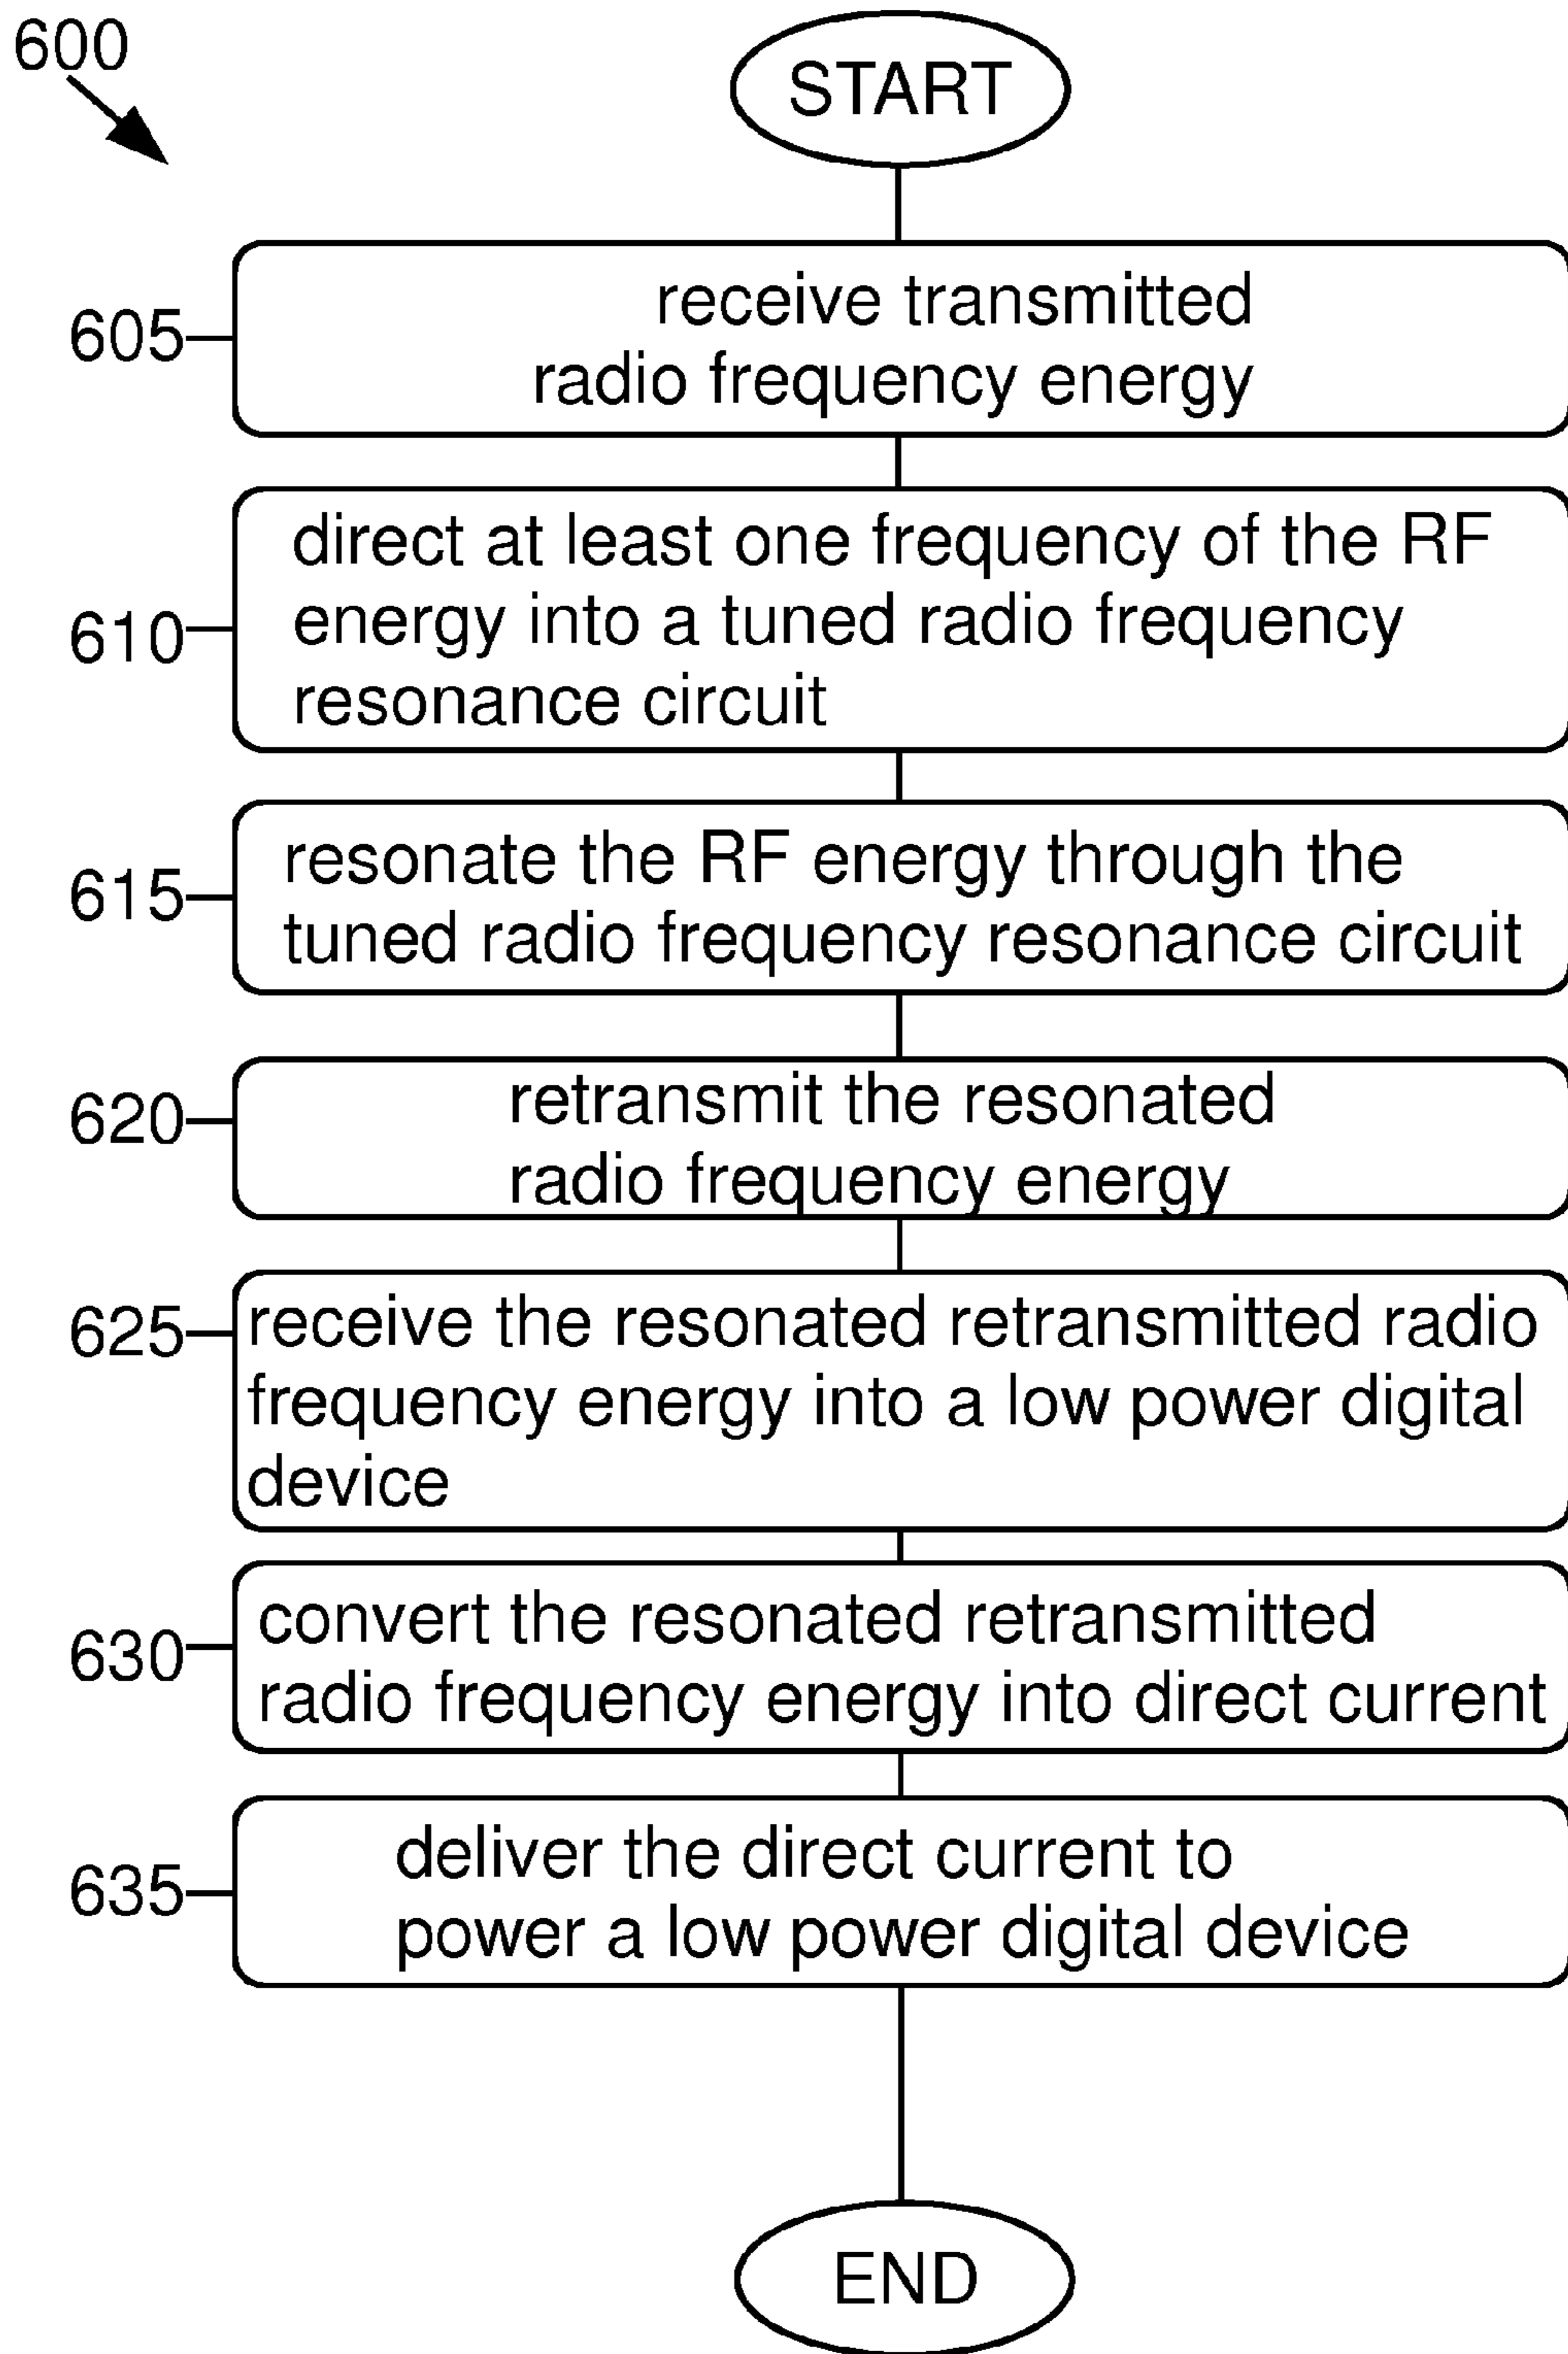 600
START
605
receive transmitted
radio frequency energy
610
direct at least one frequency of the RF
energy into a tuned radio frequency
resonance circuit
615
resonate the RF energy through the
tuned radio frequency resonance circuit
620
retransmit the resonated
radio frequency energy
625
receive the resonated retransmitted radio
frequency energy into a low power digital
device
630
convert the resonated retransmitted
radio frequency energy into direct current
635
deliver the direct current to
power a low power digital device
END